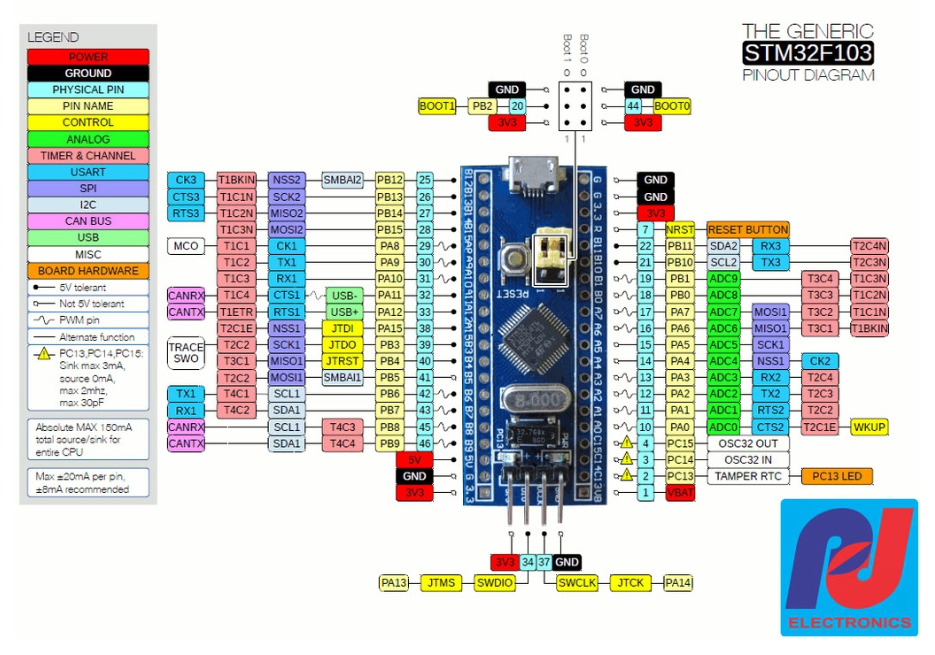 THE GENERIC
STM32F103
PINOUT DIAGRAM
LEGEND
POWER
GROUND
PHYSICAL PIN
PIN NAME
CONTROL
ANALOG
TIMER & CHANNEL
USART
SPI
I2C
CAN BUS
USB
MISC
BOARD HARDWARE
5V tolerant
Not 5V tolerant
PWM pin
Alternate function
PC13,PC14,PC15:
Sink max 3mA,
source 0mA,
max 2mhz,
max 30pF
Absolute MAX 150mA
total source/sink for
entire CPU
Max ±20mA per pin,
±8mA recommended
Boot 1 Boot 0
0 0
GND GND
BOOT1 PB2 20 44 BOOT0
3V3 3V3
1 1
CK3 T1BKIN NSS2 SMBAI2 PB12 25
CTS3 T1C1N SCK2 PB13 26
RTS3 T1C2N MISO2 PB14 27
T1C3N MOSI2 PB15 28
MCO T1C1 CK1 PA8 29
T1C2 TX1 PA9 30
T1C3 RX1 PA10 31
CANRX T1C4 CTS1 USB- PA11 32
CANTX T1ETR RTS1 USB+ PA12 33
T2C1E NSS1 JTDI PA15 38
TRACE
SWO
T2C2 SCK1 JTDO PB3 39
T3C1 MISO1 JTRST PB4 40
T2C2 MOSI1 SMBAI1 PB5 41
TX1 T4C1 SCL1 PB6 42
RX1 T4C2 SDA1 PB7 43
CANRX SCL1 T4C3 PB8 45
CANTX SDA1 T4C4 PB9 46
5V
GND
3V3
GND
GND
3V3
7 NRST RESET BUTTON
22 PB11 SDA2 RX3 T2C4N
21 PB10 SCL2 TX3 T2C3N
19 PB1 ADC9 T3C4 T1C3N
18 PB0 ADC8 T3C3 T1C2N
17 PA7 ADC7 MOSI1 T3C2 T1C1N
16 PA6 ADC6 MISO1 T3C1 T1BKIN
15 PA5 ADC5 SCK1
14 PA4 ADC4 NSS1 CK2
13 PA3 ADC3 RX2 T2C4
12 PA2 ADC2 TX2 T2C3
11 PA1 ADC1 RTS2 T2C2
10 PA0 ADC0 CTS2 T2C1E WKUP
4 PC15 OSC32 OUT
3 PC14 OSC32 IN
2 PC13 TAMPER RTC PC13 LED
1 VBAT
RESET
8.000
32.768k
PC13
PWR
3V3 34 37 GND
PA13 JTMS SWDIO SWCLK JTCK PA14
ELECTRONICS